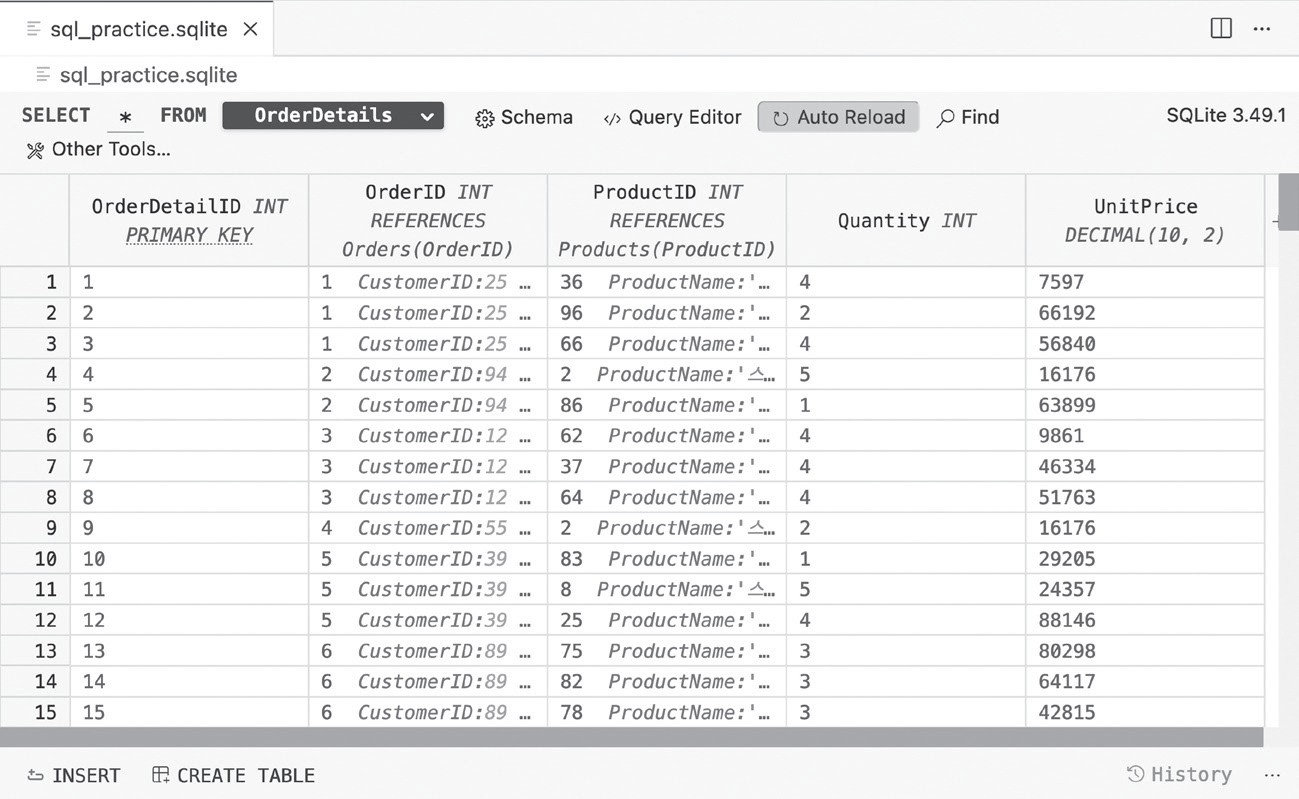 sql_practice.sqlite
sql_practice.sqlite
SELECT * FROM OrderDetails Schema </> Query Editor Auto Reload Find SQLite 3.49.1
Other Tools...
OrderDetailID INT PRIMARY KEY OrderID INT REFERENCES Orders(OrderID) ProductID INT REFERENCES Products(ProductID) Quantity INT UnitPrice DECIMAL(10, 2)
1 1 1 CustomerID:25 … 36 ProductName:'… 4 7597
2 2 1 CustomerID:25 … 96 ProductName:'… 2 66192
3 3 1 CustomerID:25 … 66 ProductName:'… 4 56840
4 4 2 CustomerID:94 … 2 ProductName:'스… 5 16176
5 5 2 CustomerID:94 … 86 ProductName:'… 1 63899
6 6 3 CustomerID:12 … 62 ProductName:'… 4 9861
7 7 3 CustomerID:12 … 37 ProductName:'… 4 46334
8 8 3 CustomerID:12 … 64 ProductName:'… 4 51763
9 9 4 CustomerID:55 … 2 ProductName:'스… 2 16176
10 10 5 CustomerID:39 … 83 ProductName:'… 1 29205
11 11 5 CustomerID:39 … 8 ProductName:'스… 5 24357
12 12 5 CustomerID:39 … 25 ProductName:'… 4 88146
13 13 6 CustomerID:89 … 75 ProductName:'… 3 80298
14 14 6 CustomerID:89 … 82 ProductName:'… 3 64117
15 15 6 CustomerID:89 … 78 ProductName:'… 3 42815
INSERT CREATE TABLE History ...